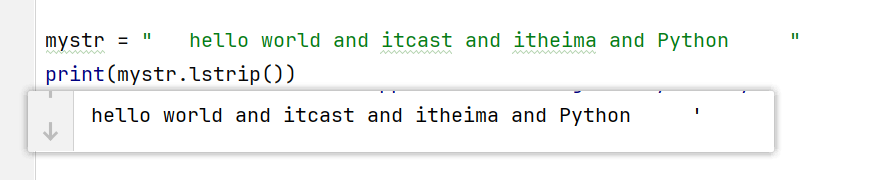 mystr = "   hello world and itcast and itheima and Python     "
print(mystr.lstrip())
hello world and itcast and itheima and Python     '